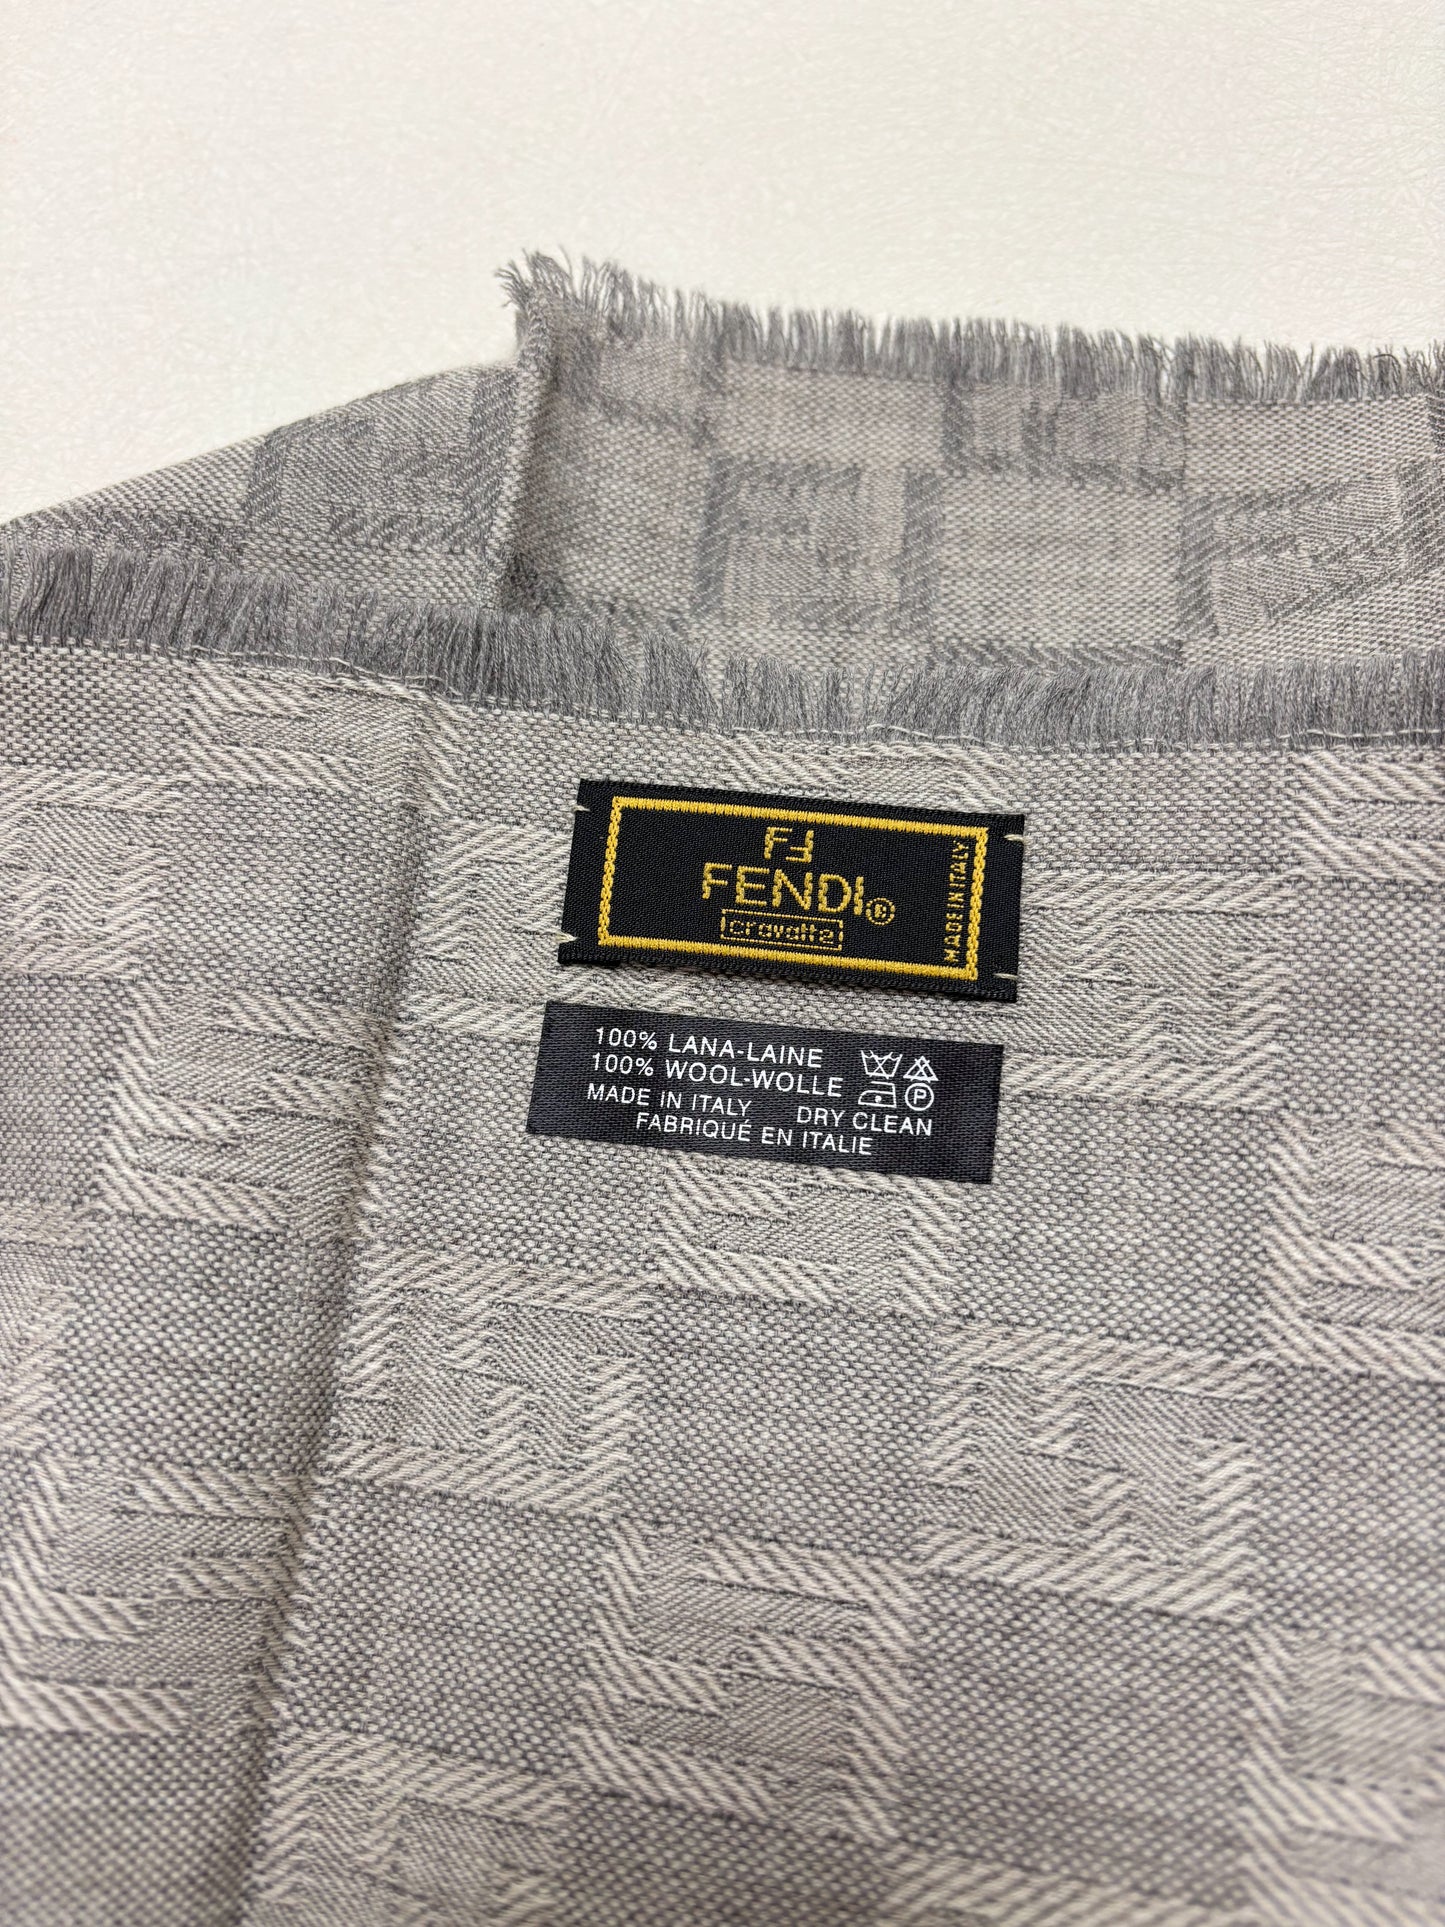 FF
FENDI®
cravatte
MADE IN ITALY
100% LANA-LAINE
100% WOOL-WOLLE
MADE IN ITALY DRY CLEAN
FABRIQUÉ EN ITALIE
P